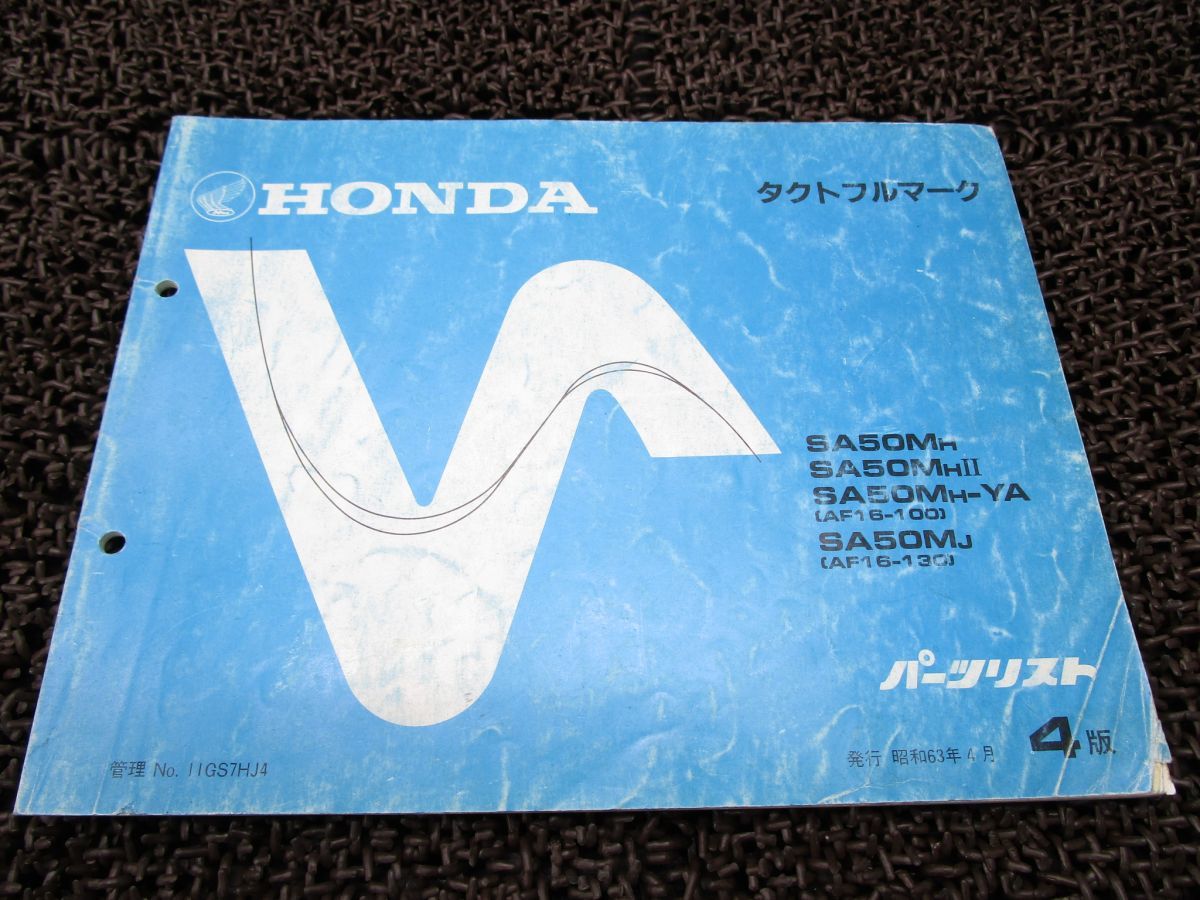 HONDA
タクトフルマーク
SA50MH
SA50MHII
SA50MH-YA
(AF16-100)
SA50MJ
(AF16-130)
パーツリスト
4版
発行 昭和63年4月
管理 No. 11GS7HJ4